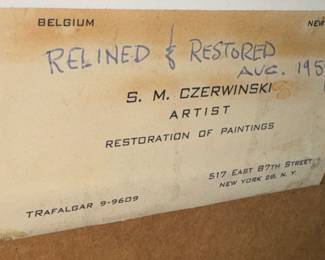 BELGIUM NEW
RELINED & RESTORED
AUG. 195
S. M. CZERWINSKI
ARTIST
RESTORATION OF PAINTINGS
517 EAST 87TH STREET
NEW YORK 28, N. Y.
TRAFALGAR 9-9609